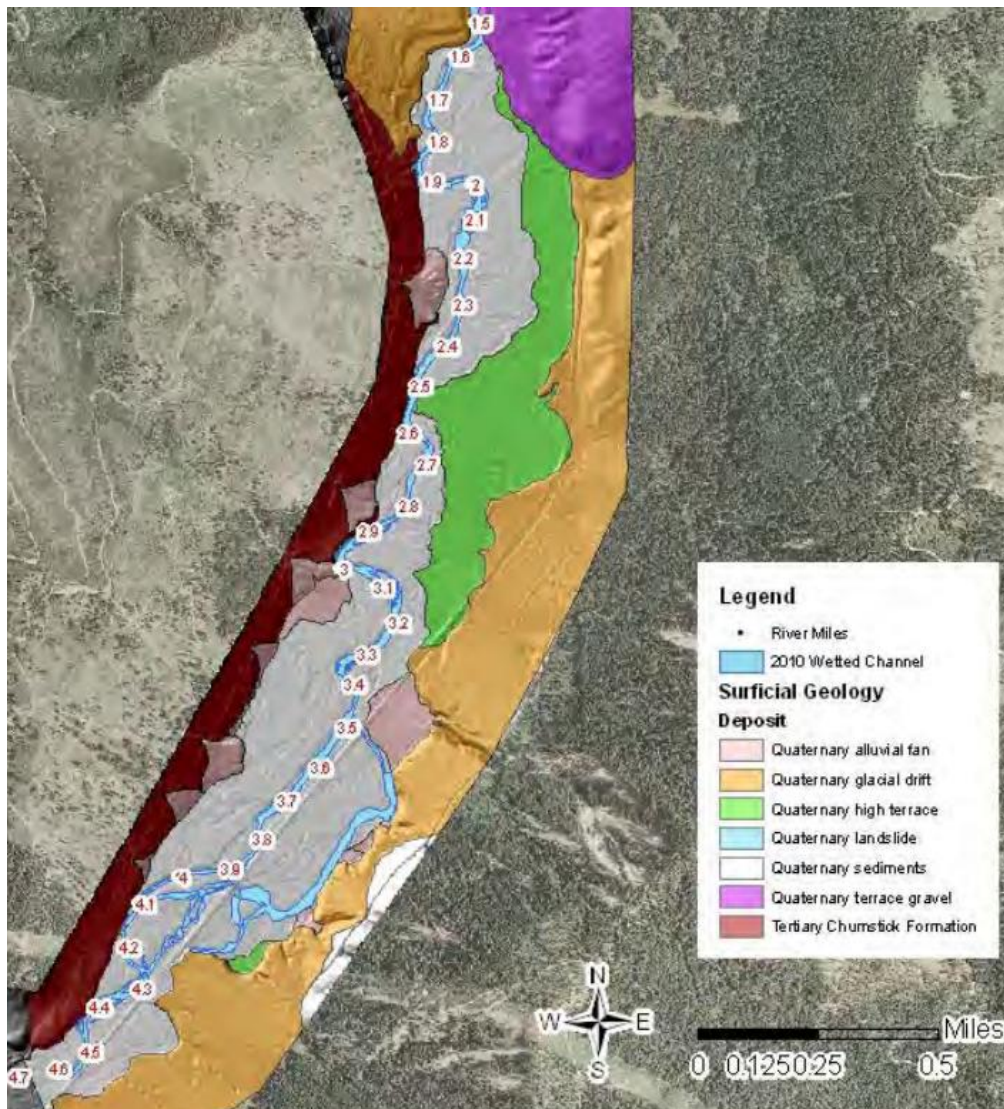 1.5
1.6
1.7
1.8
1.9
2
2.1
2.2
2.3
2.4
2.5
2.6
2.7
2.8
2.9
3
3.1
3.2
3.3
3.4
3.5
3.6
3.7
3.8
3.9
4
4.1
4.2
4.3
4.4
4.5
4.6
4.7
Legend
River Miles
2010 Wetted Channel
Surficial Geology
Deposit
Quaternary alluvial fan
Quaternary glacial drift
Quaternary high terrace
Quaternary landslide
Quaternary sediments
Quaternary terrace gravel
Tertiary Chumstick Formation
N
W E
S
Miles
0 0.125 0.25 0.5